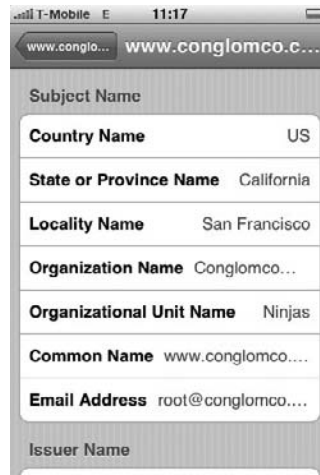 T-Mobile E 11:17
www.conglo... www.conglomco.c...
Subject Name
Country Name US
State or Province Name California
Locality Name San Francisco
Organization Name Conglomco...
Organizational Unit Name Ninjas
Common Name www.conglomco....
Email Address root@conglomco....
Issuer Name